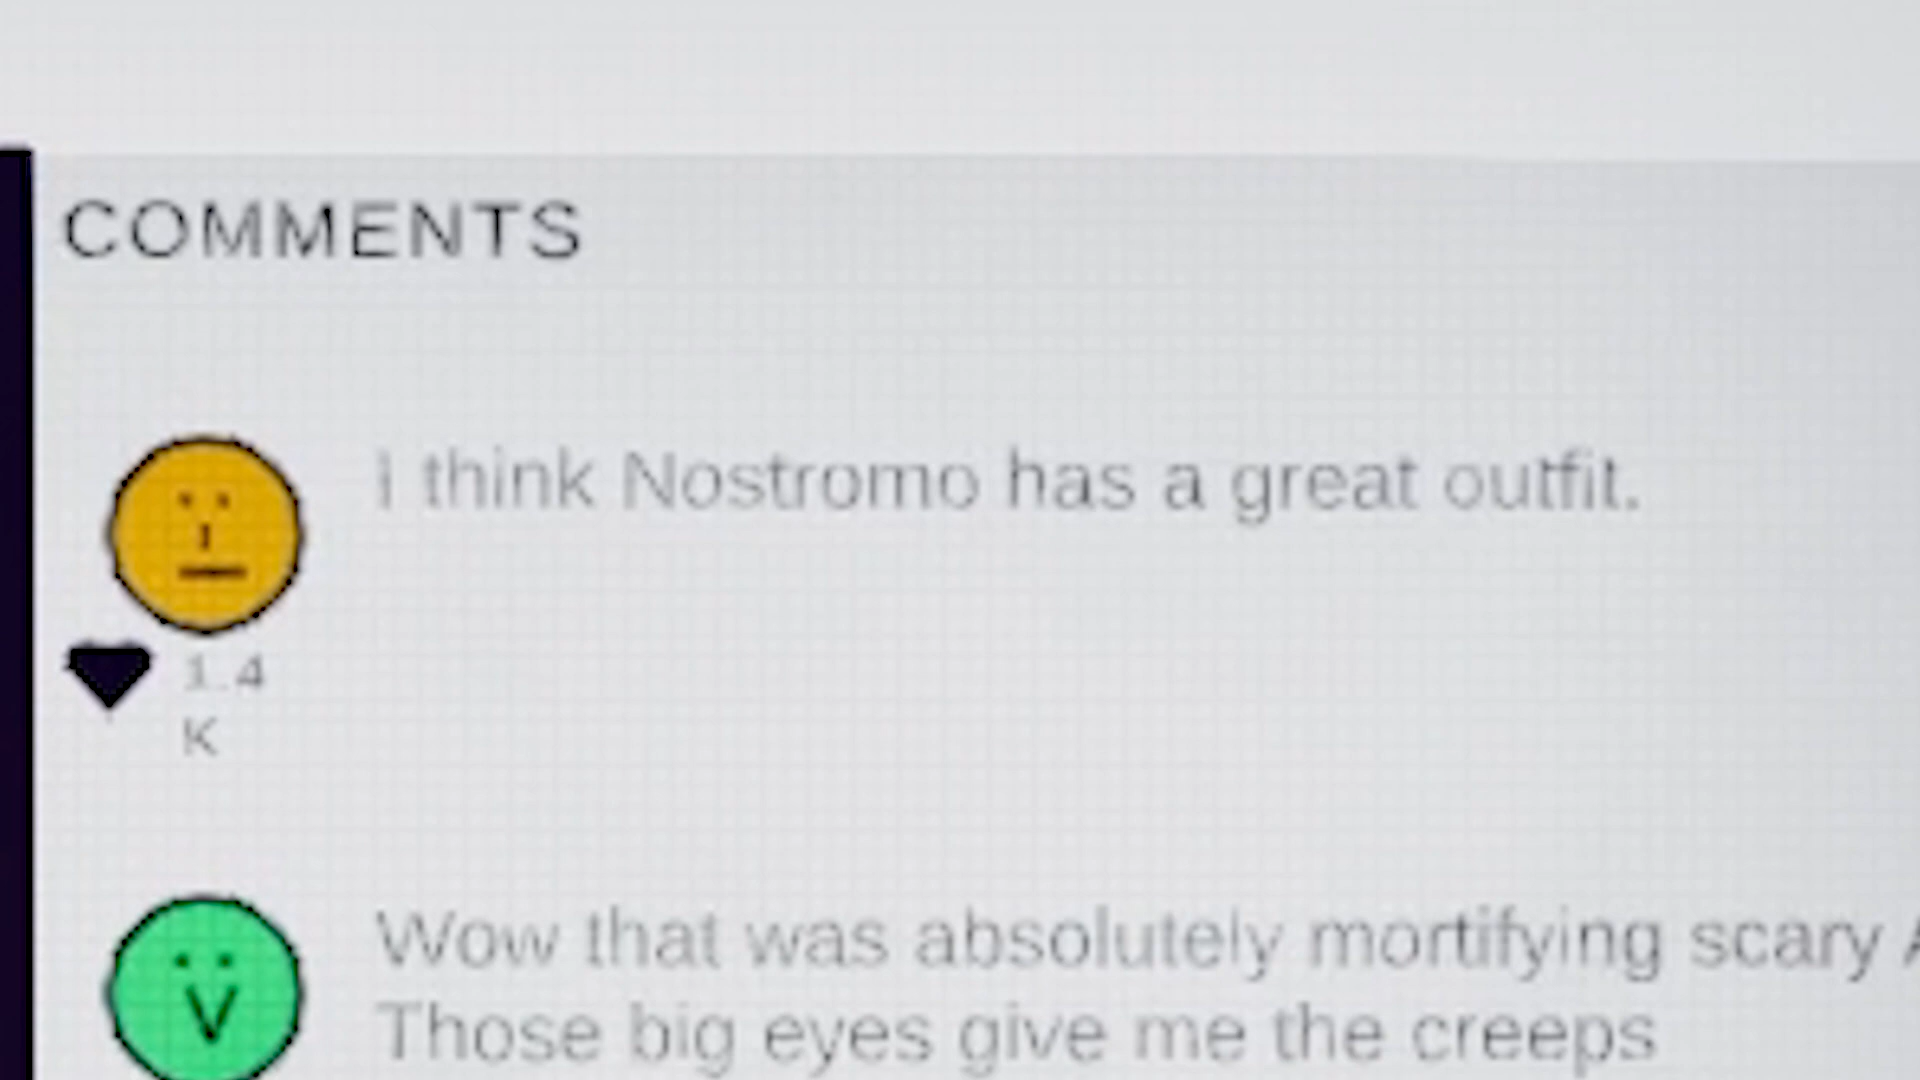 COMMENTS
I think Nostromo has a great outfit.
1.4
K
Wow that was absolutely mortifying scary
Those big eyes give me the creeps